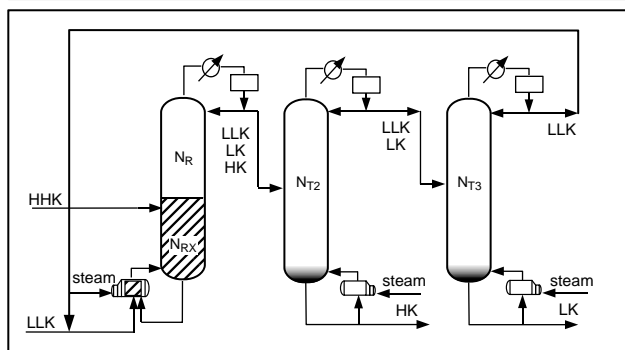 N_R
LLK
LK
HK
N_T2
LLK
LK
N_T3
LLK
HHK
N_RX
steam
steam
steam
LLK
HK
LK